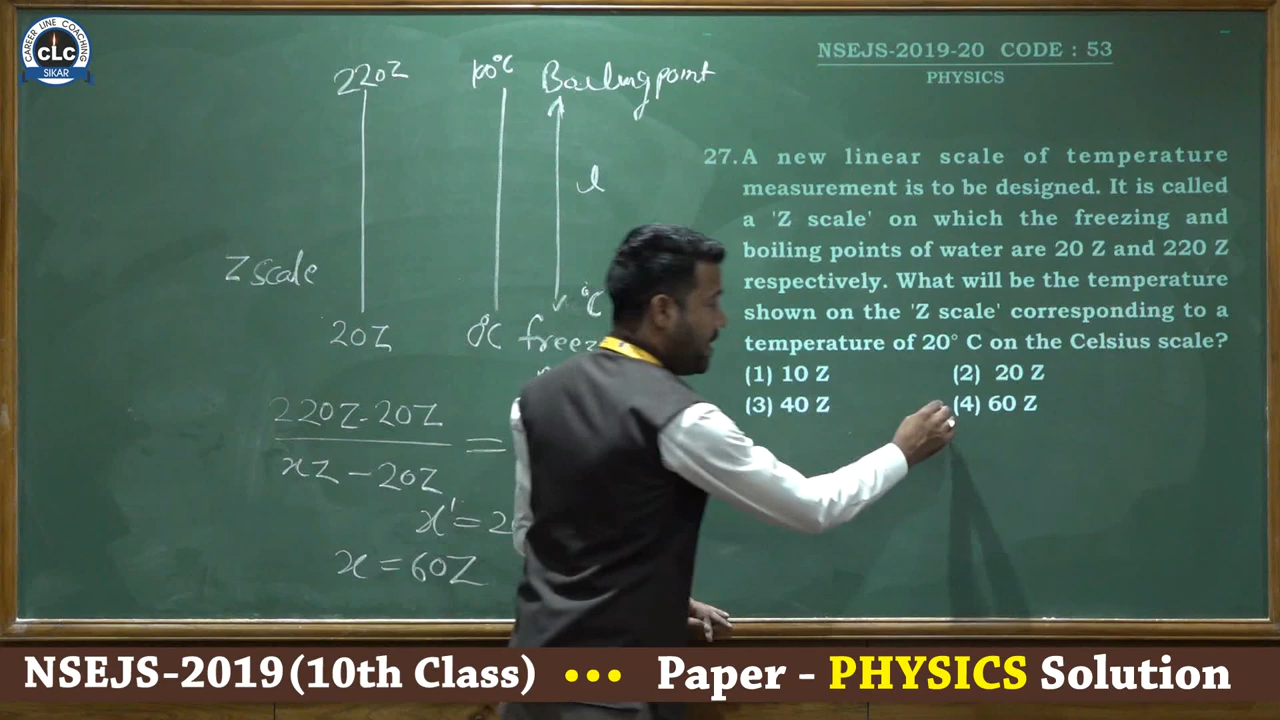 CAREER LINE COACHING
CLC
SIKAR
NSEJS-2019-20 CODE : 53
PHYSICS
220Z
100°C
Boiling point
l
Z scale
°C
20Z
0°C
freez
27. A new linear scale of temperature
measurement is to be designed. It is called
a 'Z scale' on which the freezing and
boiling points of water are 20 Z and 220 Z
respectively. What will be the temperature
shown on the 'Z scale' corresponding to a
temperature of 20° C on the Celsius scale?
(1) 10 Z (2) 20 Z
(3) 40 Z (4) 60 Z
220Z - 20Z
=
xZ - 20Z
x = 60Z
NSEJS-2019(10th Class) ••• Paper - PHYSICS Solution